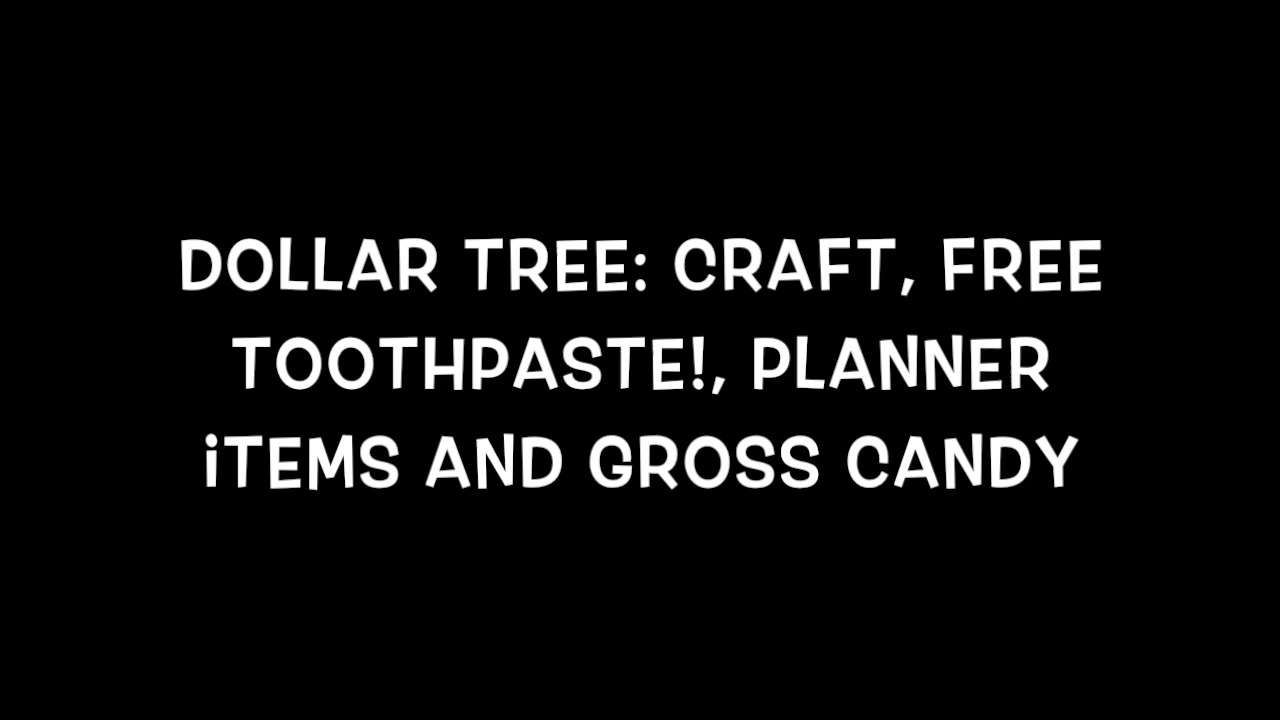 DOLLAR TREE: CRAFT, FREE
TOOTHPASTE!, PLANNER
iTEMS AND GROSS CANDY